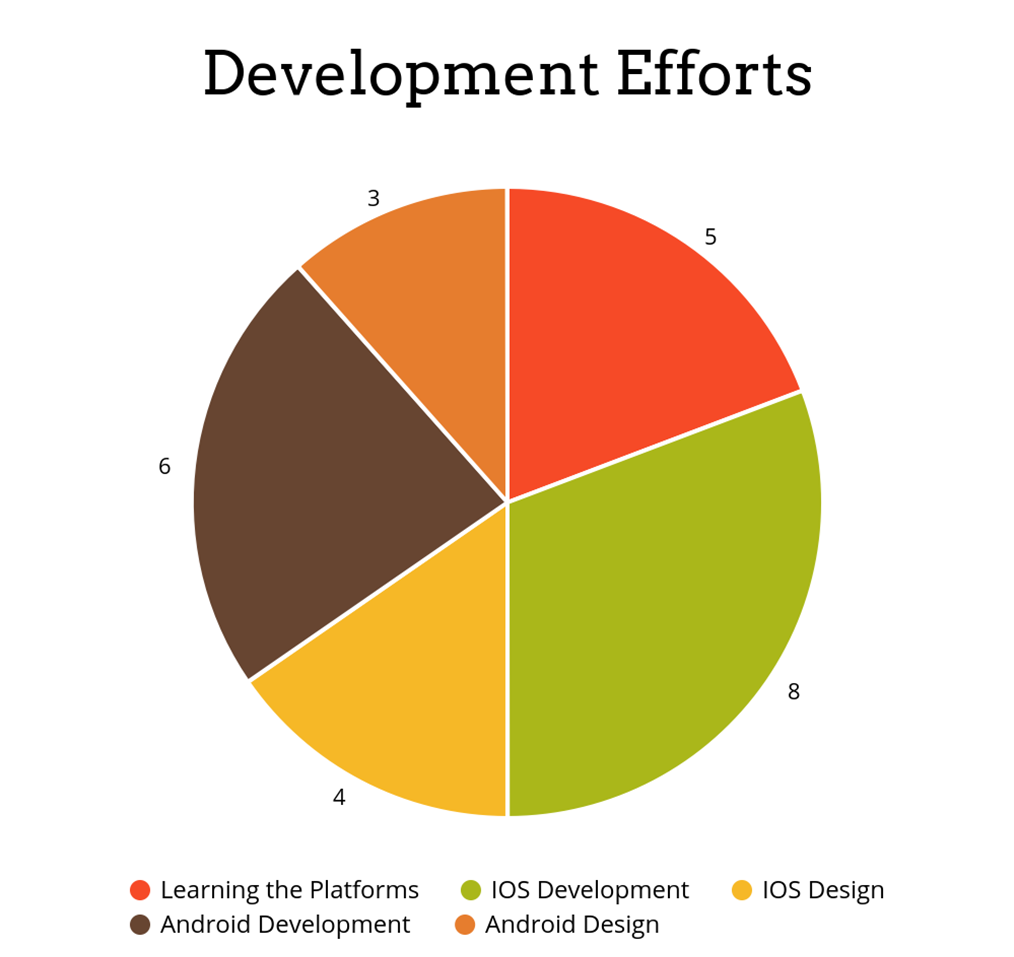 Development Efforts
3
5
6
8
4
Learning the Platforms IOS Development IOS Design
Android Development Android Design